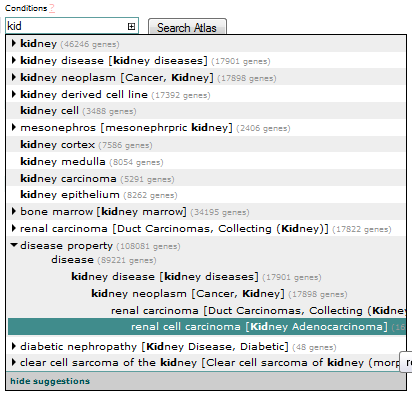 Conditions ?
kid
Search Atlas
kidney (46246 genes)
kidney disease [kidney diseases] (17901 genes)
kidney neoplasm [Cancer, Kidney] (17898 genes)
kidney derived cell line (17392 genes)
kidney cell (3488 genes)
mesonephros [mesonephrpric kidney] (2406 genes)
kidney cortex (7586 genes)
kidney medulla (8054 genes)
kidney carcinoma (5291 genes)
kidney epithelium (8262 genes)
bone marrow [kidney marrow] (34195 genes)
renal carcinoma [Duct Carcinomas, Collecting (Kidney)] (17822 genes)
disease property (108081 genes)
disease (89221 genes)
kidney disease [kidney diseases] (17901 genes)
kidney neoplasm [Cancer, Kidney] (17898 genes)
renal carcinoma [Duct Carcinomas, Collecting (Kidney
renal cell carcinoma [Kidney Adenocarcinoma] (16
diabetic nephropathy [Kidney Disease, Diabetic] (48 genes)
clear cell sarcoma of the kidney [Clear cell sarcoma of kidney (morp
hide suggestions